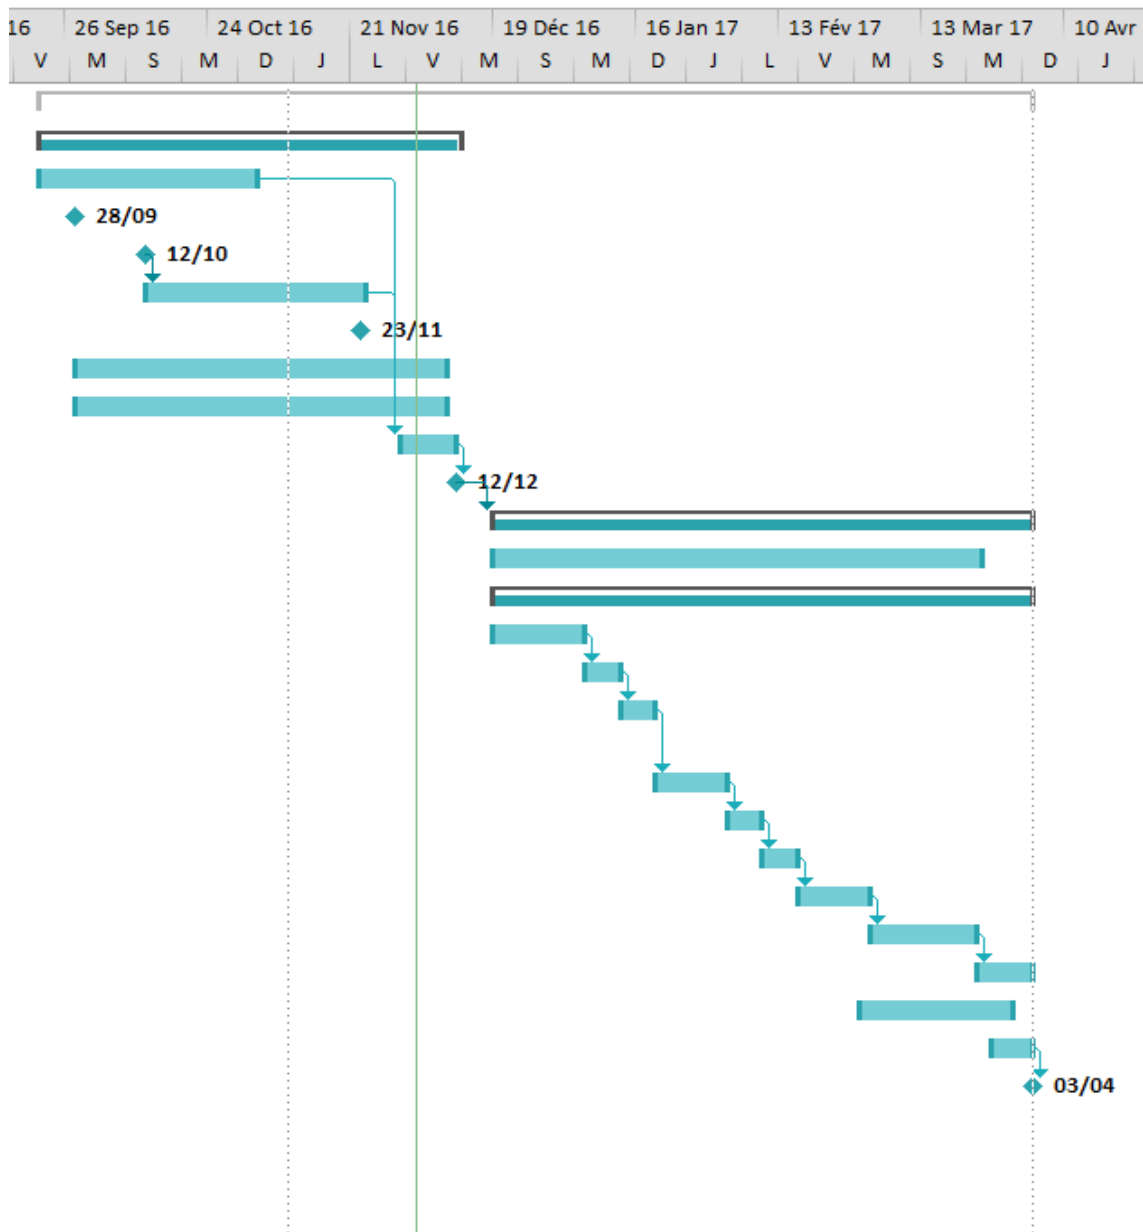 16 26 Sep 16 24 Oct 16 21 Nov 16 19 Déc 16 16 Jan 17 13 Fév 17 13 Mar 17 10 Avr
V M S M D J L V M S M D J L V M S M D J
28/09
12/10
23/11
12/12
03/04